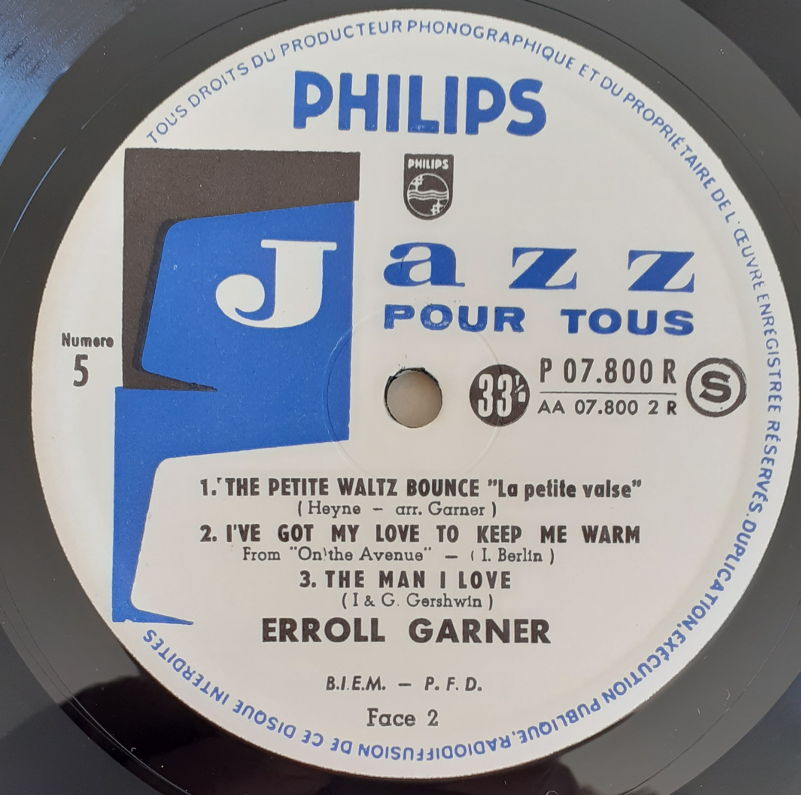 TOUS DROITS DU PRODUCTEUR PHONOGRAPHIQUE ET DU PROPRIÉTAIRE DE L'ŒUVRE ENREGISTRÉE RÉSERVÉS. DUPLICATION, EXÉCUTION PUBLIQUE, RADIODIFFUSION DE CE DISQUE INTERDITES
PHILIPS
PHILIPS
Jazz
POUR TOUS
Numero
5
33⅓
P 07.800 R
AA 07.800 2 R
S
1. THE PETITE WALTZ BOUNCE "La petite valse"
( Heyne – arr. Garner )
2. I'VE GOT MY LOVE TO KEEP ME WARM
From "On the Avenue" – ( I. Berlin )
3. THE MAN I LOVE
( I & G. Gershwin )
ERROLL GARNER
B.I.E.M. – P. F. D.
Face 2